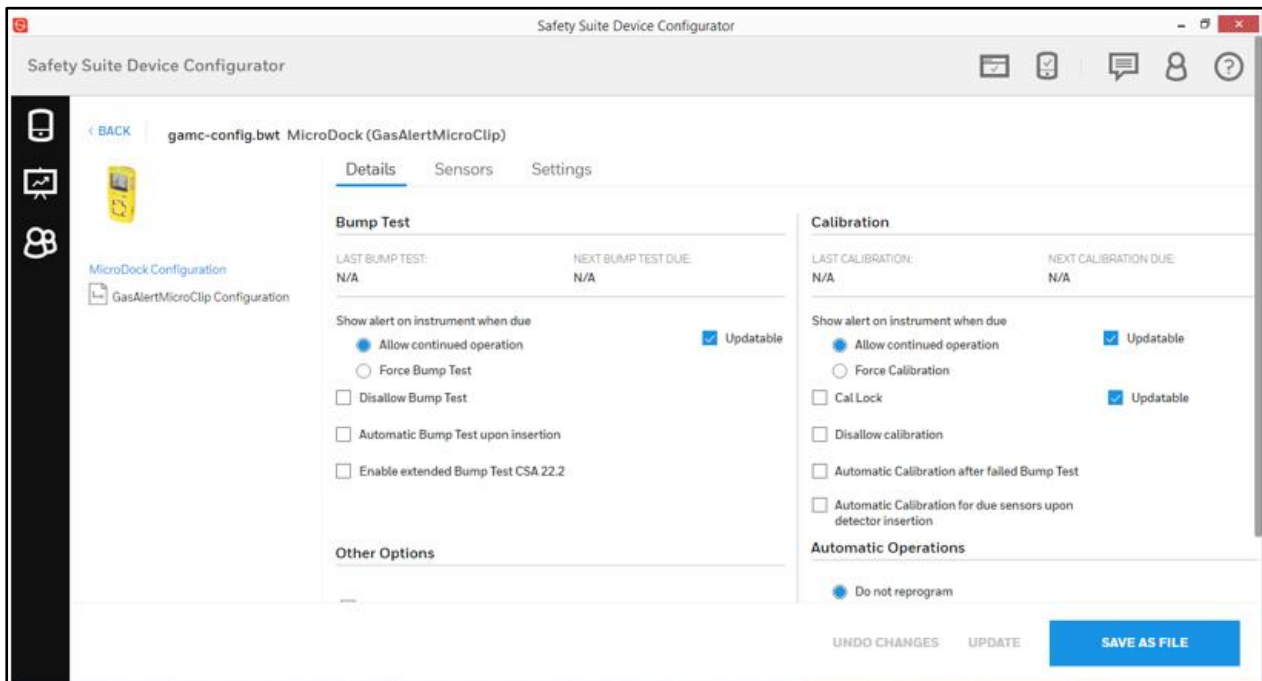 Safety Suite Device Configurator
Safety Suite Device Configurator
< BACK
gamc-config.bwt MicroDock (GasAlertMicroClip)
Details Sensors Settings
MicroDock Configuration
GasAlertMicroClip Configuration
Bump Test
LAST BUMP TEST: NEXT BUMP TEST DUE:
N/A N/A
Show alert on instrument when due
Allow continued operation Updatable
Force Bump Test
Disallow Bump Test
Automatic Bump Test upon insertion
Enable extended Bump Test CSA 22.2
Other Options
Calibration
LAST CALIBRATION: NEXT CALIBRATION DUE:
N/A N/A
Show alert on instrument when due
Allow continued operation Updatable
Force Calibration
Cal Lock Updatable
Disallow calibration
Automatic Calibration after failed Bump Test
Automatic Calibration for due sensors upon
detector insertion
Automatic Operations
Do not reprogram
UNDO CHANGES UPDATE SAVE AS FILE